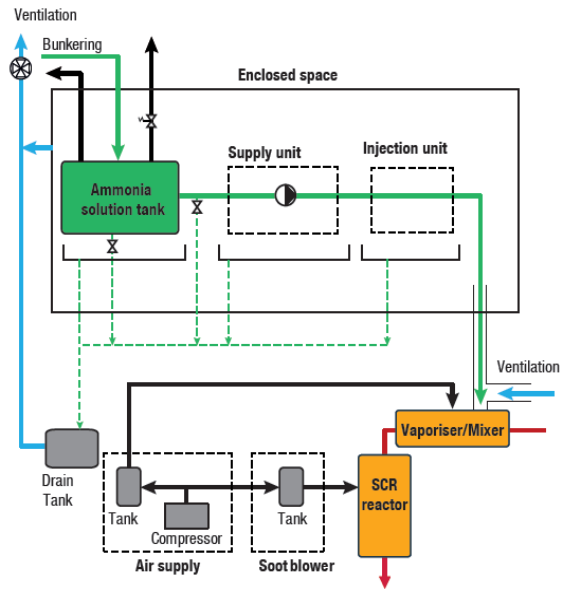 Ventilation
Bunkering
Enclosed space
Supply unit
Injection unit
Ammonia
solution tank
Ventilation
Vaporiser/Mixer
Drain
Tank
Tank
Compressor
Tank
SCR
reactor
Air supply
Soot blower